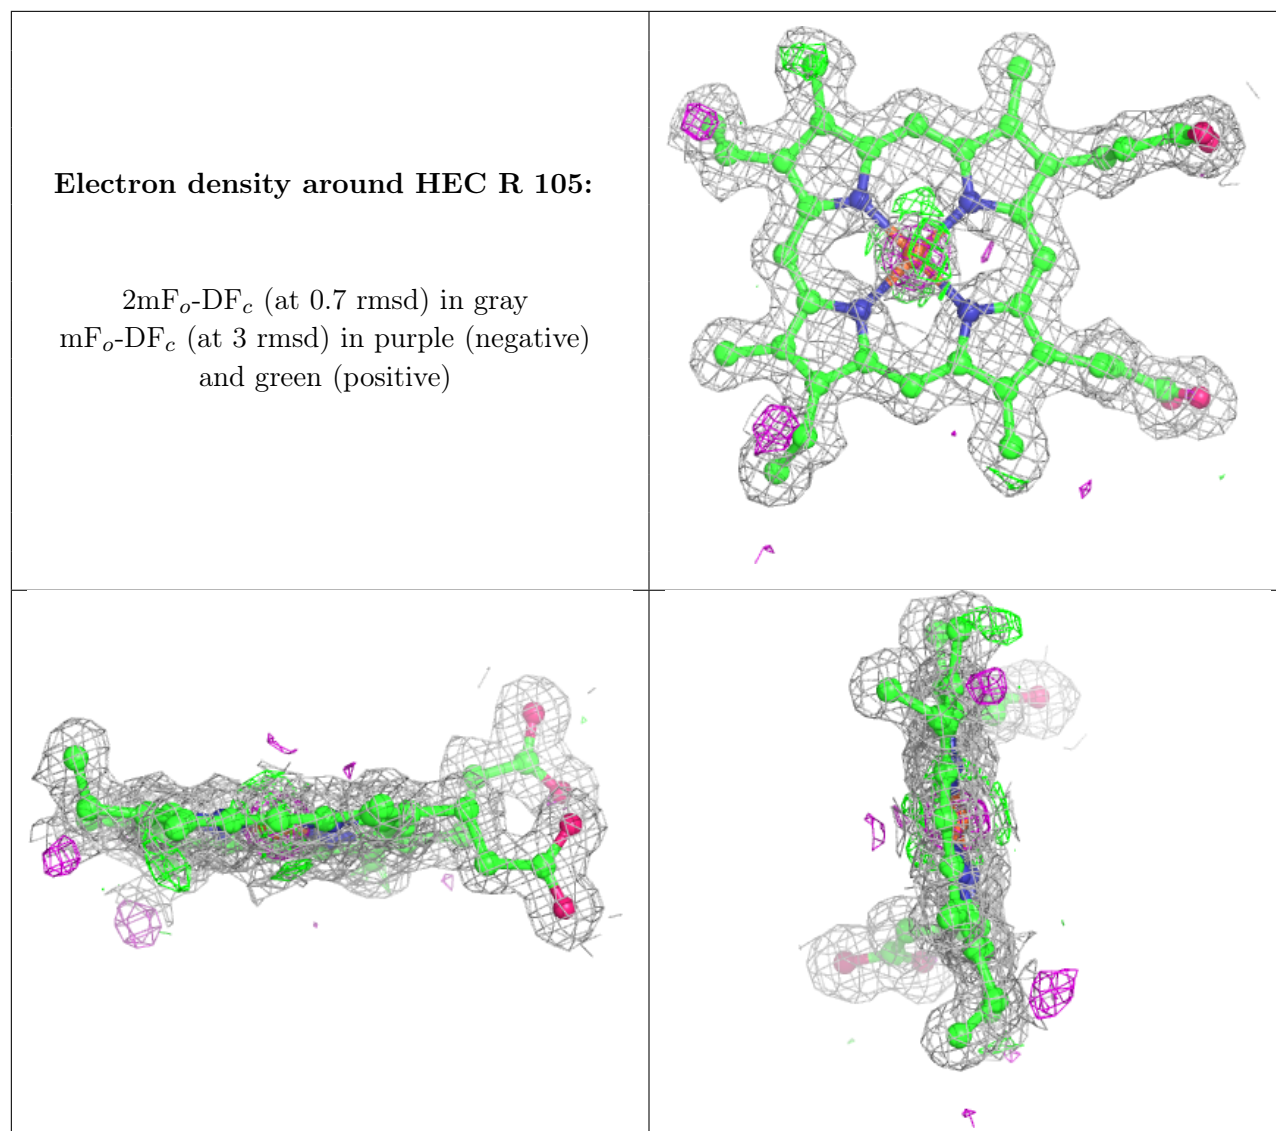 Electron density around HEC R 105:
2mFo-DFc (at 0.7 rmsd) in gray
mFo-DFc (at 3 rmsd) in purple (negative)
and green (positive)